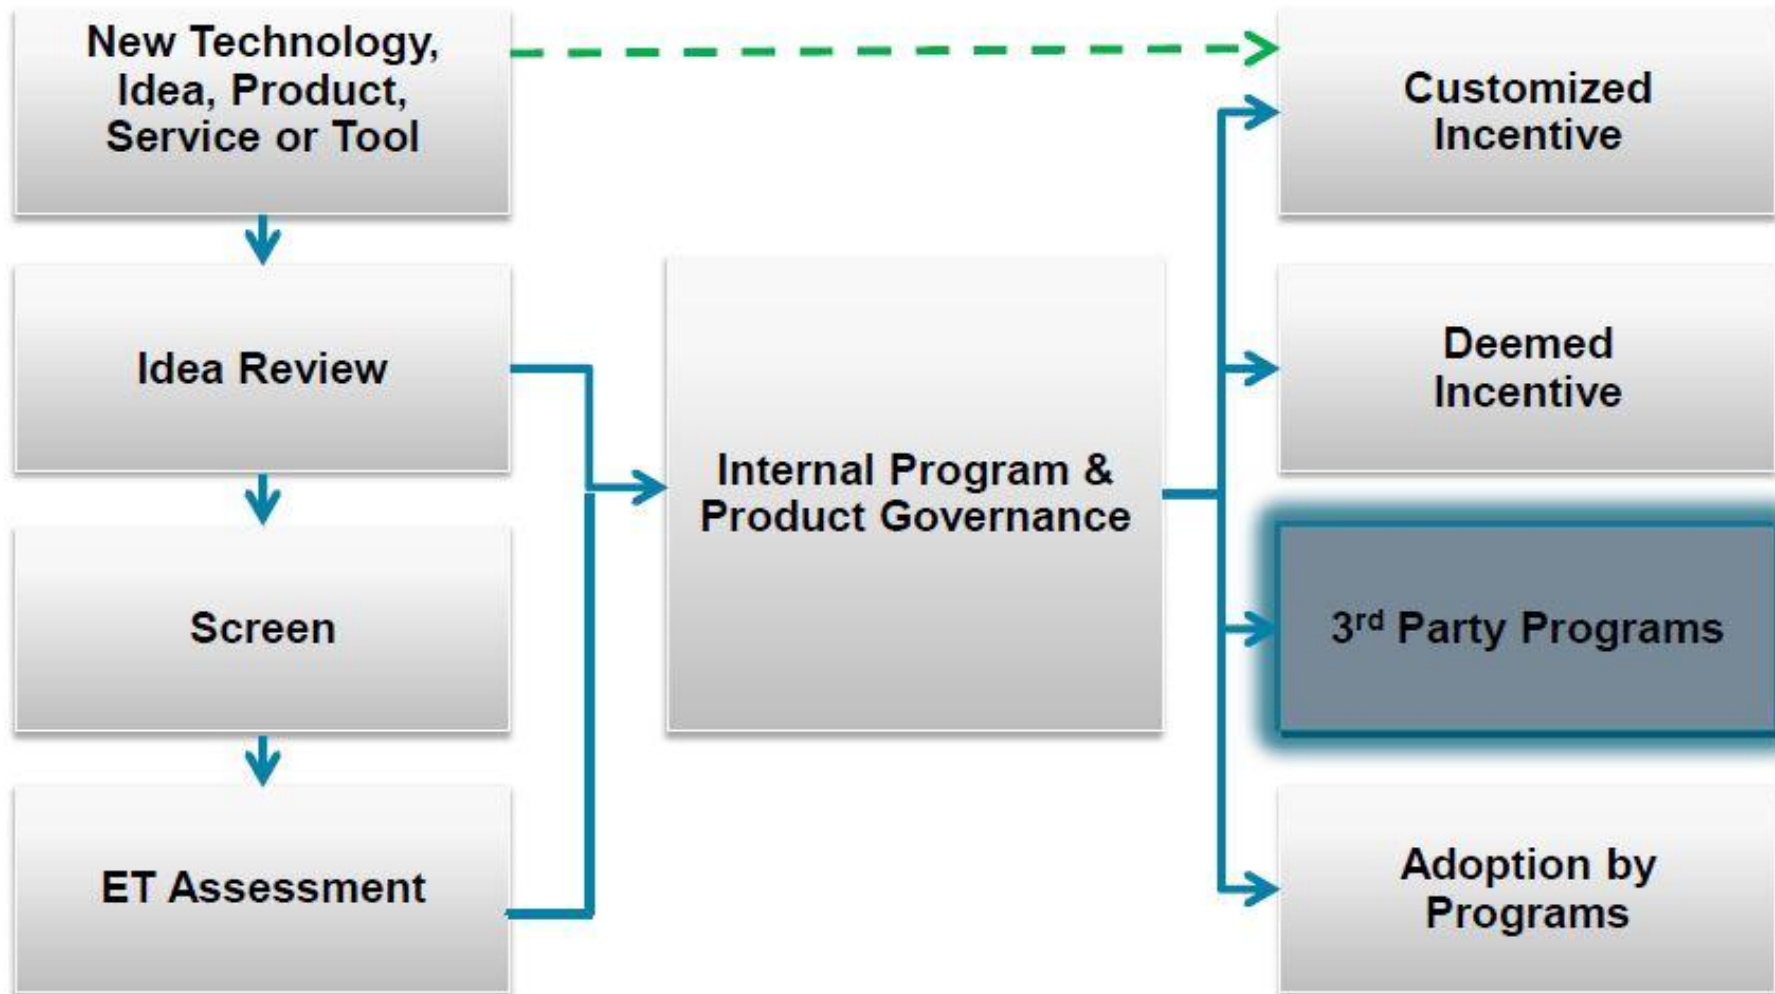 New Technology,
Idea, Product,
Service or Tool
Idea Review
Screen
ET Assessment
Internal Program &
Product Governance
Customized
Incentive
Deemed
Incentive
3rd Party Programs
Adoption by
Programs